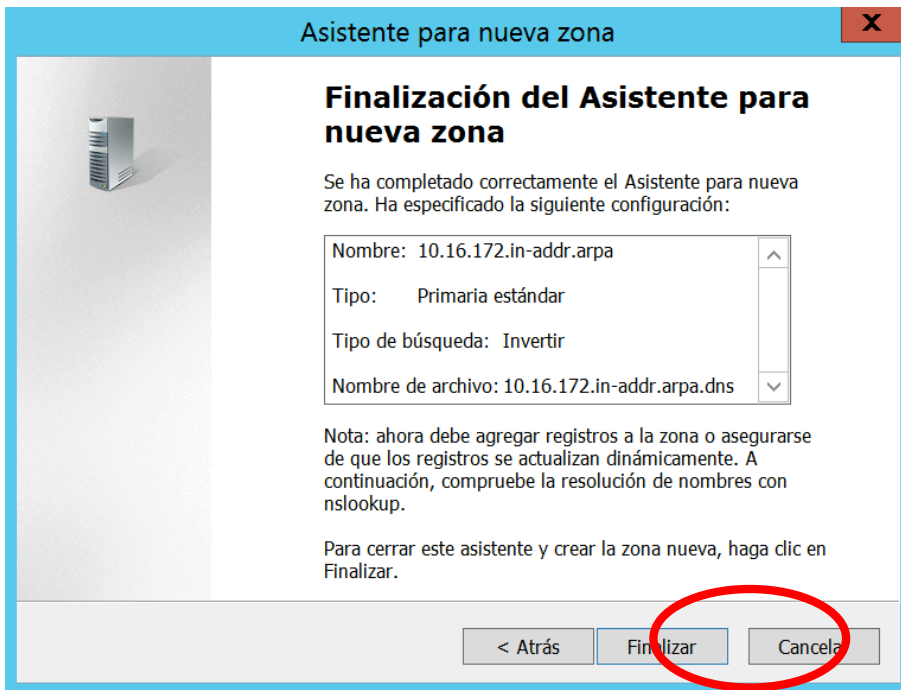 Asistente para nueva zona
X
Finalización del Asistente para
nueva zona
Se ha completado correctamente el Asistente para nueva
zona. Ha especificado la siguiente configuración:
Nombre: 10.16.172.in-addr.arpa
Tipo: Primaria estándar
Tipo de búsqueda: Invertir
Nombre de archivo: 10.16.172.in-addr.arpa.dns
Nota: ahora debe agregar registros a la zona o asegurarse
de que los registros se actualizan dinámicamente. A
continuación, compruebe la resolución de nombres con
nslookup.
Para cerrar este asistente y crear la zona nueva, haga clic en
Finalizar.
< Atrás Finalizar Cancela